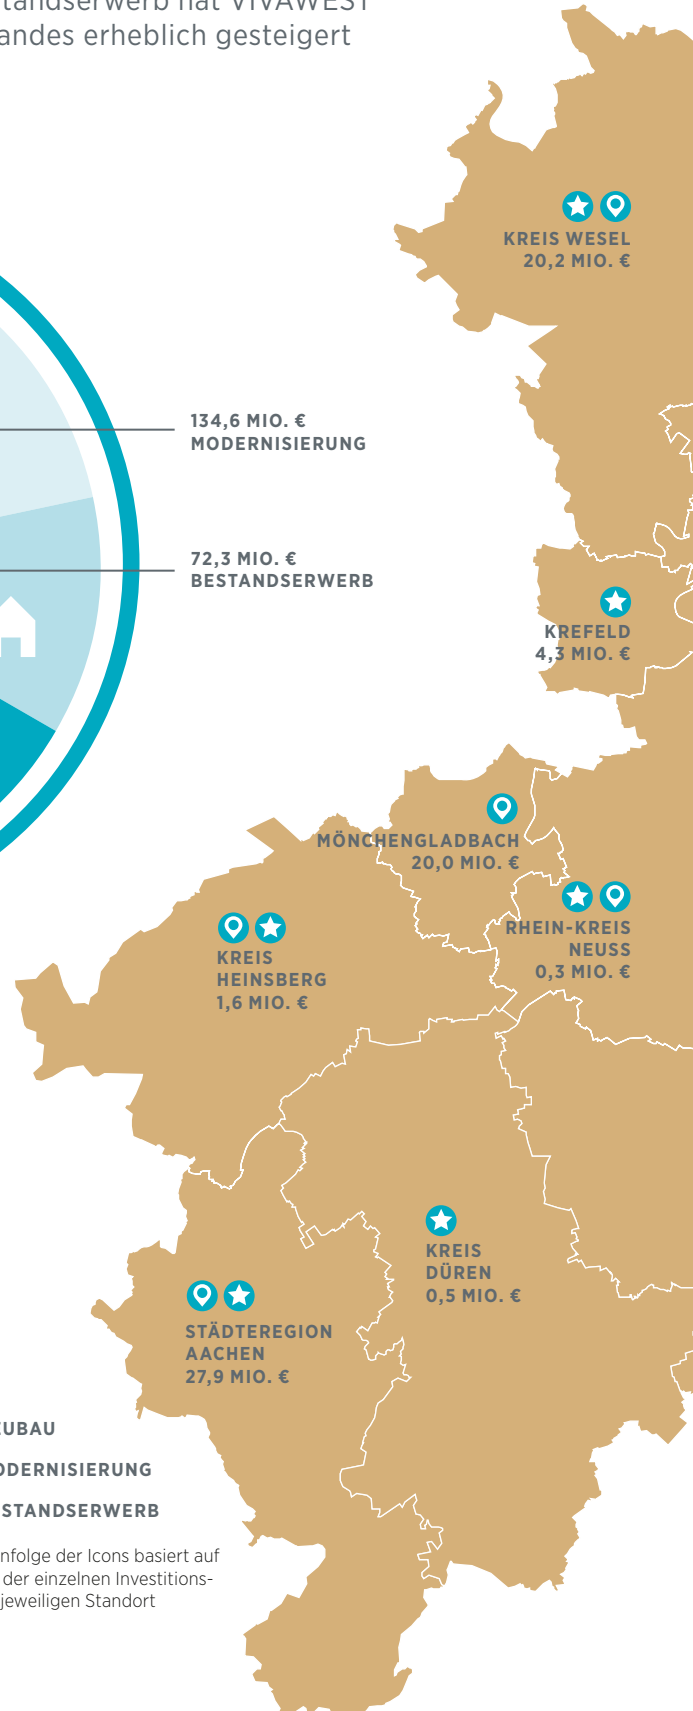 standserwerb hat VIVAWEST
andes erheblich gesteigert
KREIS WESEL
20,2 MIO. €
134,6 MIO. €
MODERNISIERUNG
72,3 MIO. €
BESTANDSERWERB
KREFELD
4,3 MIO. €
MÖNCHENGLADBACH
20,0 MIO. €
RHEIN-KREIS
NEUSS
0,3 MIO. €
KREIS
HEINSBERG
1,6 MIO. €
KREIS
DÜREN
0,5 MIO. €
STÄDTEREGION
AACHEN
27,9 MIO. €
EUBAU
ODERNISIERUNG
STANDSERWERB
nfolge der Icons basiert auf
der einzelnen Investitions-
jeweiligen Standort